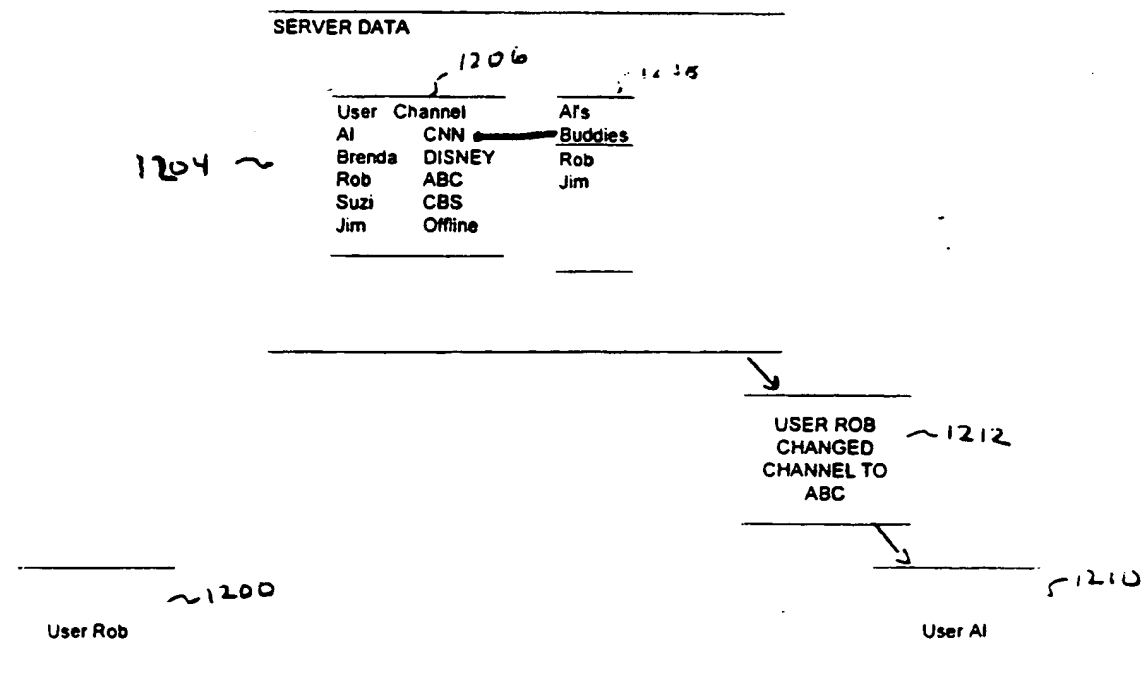 SERVER DATA
1206
User Channel Al's
Al CNN Buddies
Brenda DISNEY Rob
1204
Rob ABC Jim
Suzi CBS
Jim Offline
USER ROB
1212
CHANGED
CHANNEL TO
ABC
1200
1210
User Rob
User Al